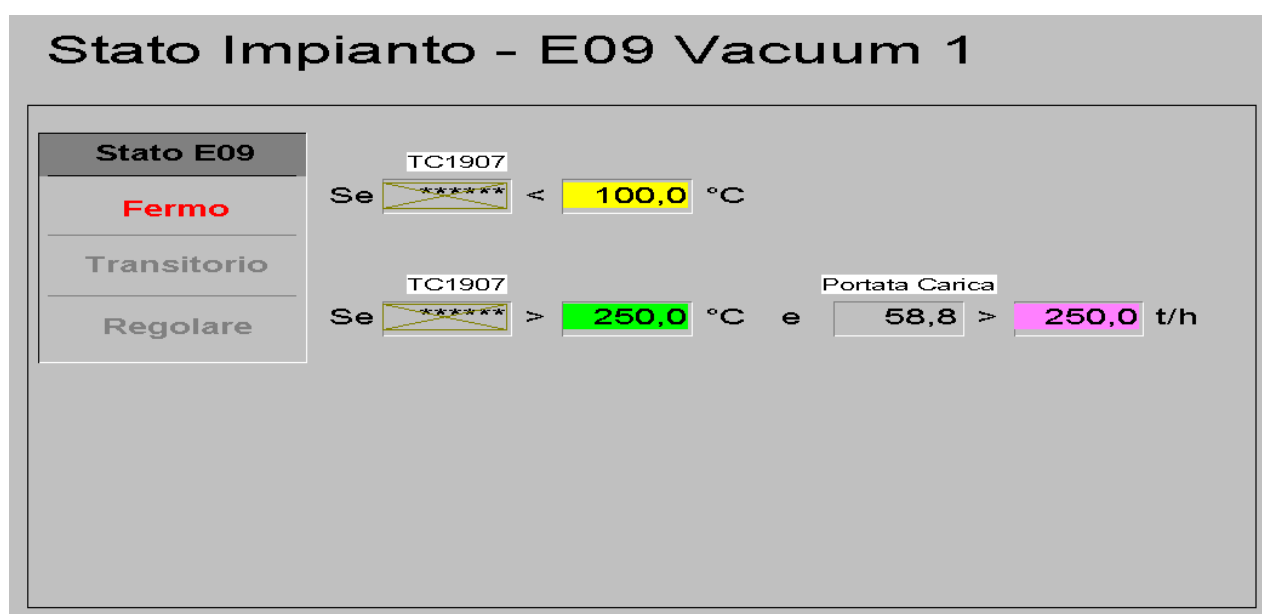 Stato Impianto - E09 Vacuum 1
Stato E09
Fermo
Transitorio
Regolare
TC1907
Se ****** < 100,0 °C
TC1907 Portata Carica
Se ****** > 250,0 °C e 58,8 > 250,0 t/h